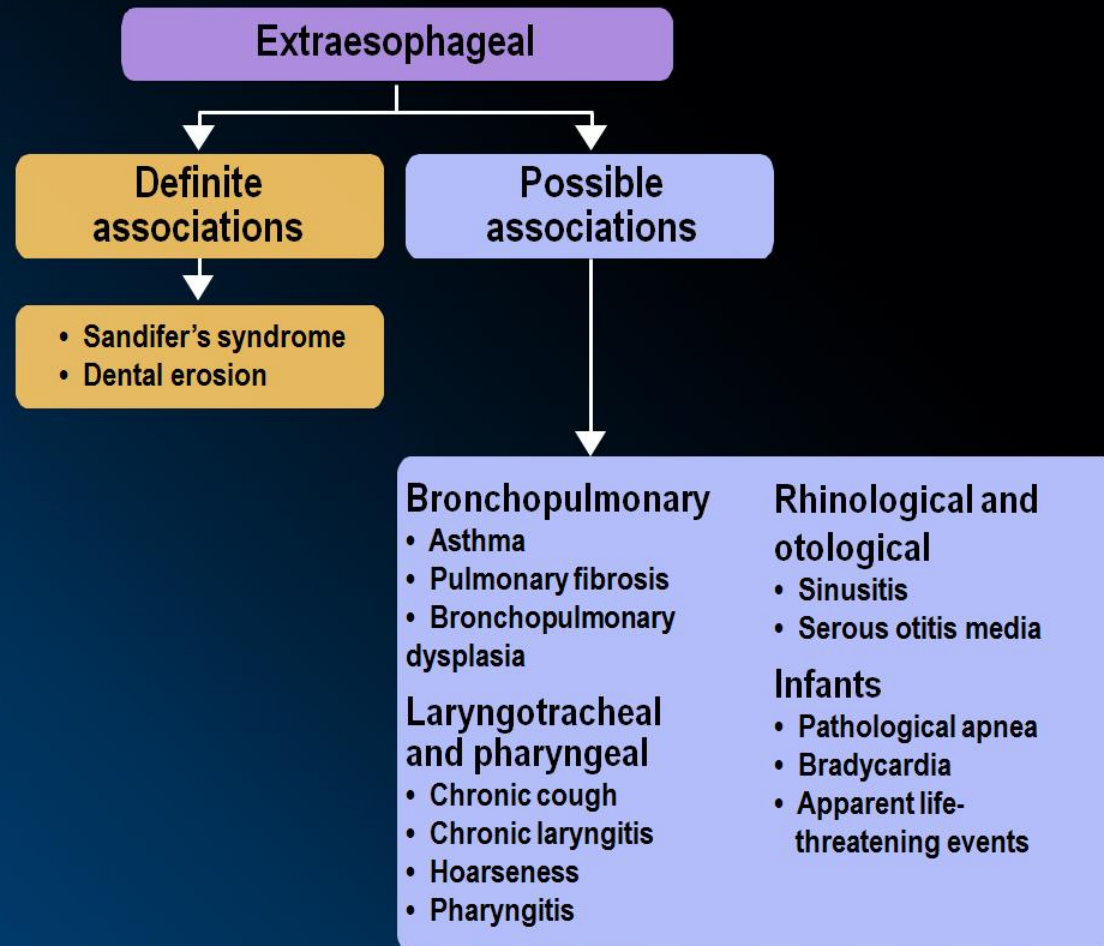 Extraesophageal
Definite
associations
Possible
associations
• Sandifer’s syndrome
• Dental erosion
Bronchopulmonary
• Asthma
• Pulmonary fibrosis
• Bronchopulmonary
dysplasia
Laryngotracheal
and pharyngeal
• Chronic cough
• Chronic laryngitis
• Hoarseness
• Pharyngitis
Rhinological and
otological
• Sinusitis
• Serous otitis media
Infants
• Pathological apnea
• Bradycardia
• Apparent life-
threatening events